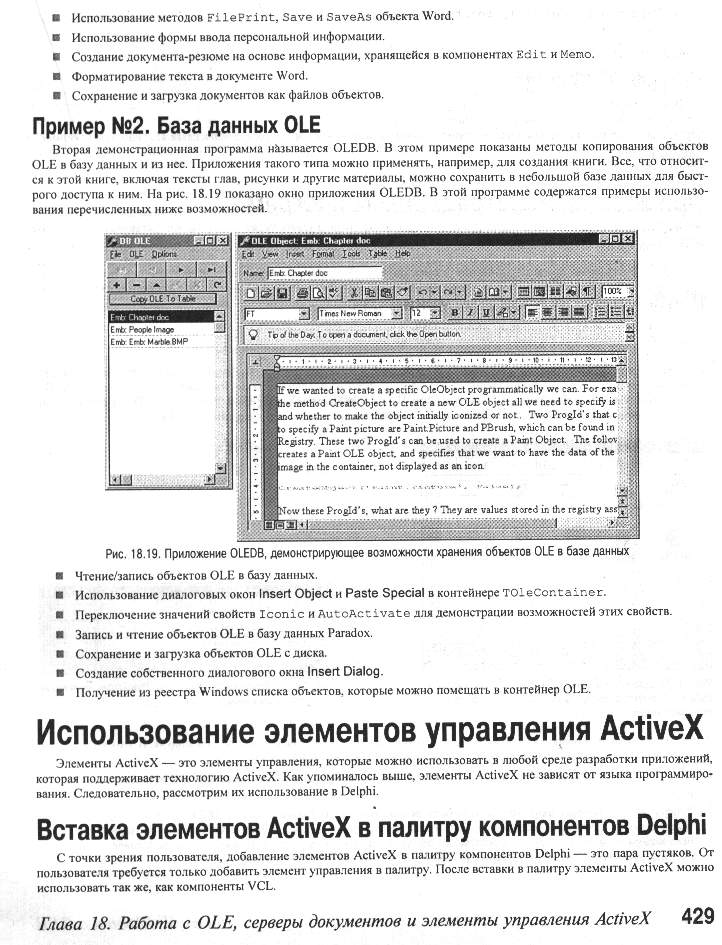 ■ Использование методов FilePrint, Save и SaveAs объекта Word.
■ Использование формы ввода персональной информации.
■ Создание документа-резюме на основе информации, хранящейся в компонентах Edit и Memo.
■ Форматирование текста в документе Word.
■ Сохранение и загрузка документов как файлов объектов.
Пример №2. База данных OLE
Вторая демонстрационная программа называется OLEDB. В этом примере показаны методы копирования объектов
OLE в базу данных и из нее. Приложения такого типа можно применять, например, для создания книги. Все, что относит-
ся к этой книге, включая тексты глав, рисунки и другие материалы, можно сохранить в небольшой базе данных для быст-
рого доступа к ним. На рис. 18.19 показано окно приложения OLEDB. В этой программе содержатся примеры использо-
вания перечисленных ниже возможностей.
DB OLE
File OLE Options
Copy OLE To Table
Emb: Chapter doc
Emb: People Image
Emb: Emb: Marble.BMP
OLE Object: Emb: Chapter doc
Edit View Insert Format Tools Table Help
Name: Emb: Chapter doc
100%
FT Times New Roman 12 B I U
Tip of the Day: To open a document, click the Open button.
If we wanted to create a specific OleObject programmatically we can. For exa
the method CreateObject to create a new OLE object all we need to specify is
and whether to make the object initially iconized or not. Two ProgId's that c
to specify a Paint picture are Paint.Picture and PBrush, which can be found in
Registry. These two ProgId's can be used to create a Paint Object. The follow
creates a Paint OLE object, and specifies that we want to have the data of the
image in the container, not displayed as an icon.
Now these ProgId's, what are they ? They are values stored in the registry ass
Рис. 18.19. Приложение OLEDB, демонстрирующее возможности хранения объектов OLE в базе данных
■ Чтение/запись объектов OLE в базу данных.
■ Использование диалоговых окон Insert Object и Paste Special в контейнере TOleContainer.
■ Переключение значений свойств Iconic и AutoActivate для демонстрации возможностей этих свойств.
■ Запись и чтение объектов OLE в базу данных Paradox.
■ Сохранение и загрузка объектов OLE с диска.
■ Создание собственного диалогового окна Insert Dialog.
■ Получение из реестра Windows списка объектов, которые можно помещать в контейнер OLE.
Использование элементов управления ActiveX
Элементы ActiveX — это элементы управления, которые можно использовать в любой среде разработки приложений,
которая поддерживает технологию ActiveX. Как упоминалось выше, элементы ActiveX не зависят от языка программиро-
вания. Следовательно, рассмотрим их использование в Delphi.
Вставка элементов ActiveX в палитру компонентов Delphi
С точки зрения пользователя, добавление элементов ActiveX в палитру компонентов Delphi — это пара пустяков. От
пользователя требуется только добавить элемент управления в палитру. После вставки в палитру элементы ActiveX можно
использовать так же, как компоненты VCL.
Глава 18. Работа с OLE, серверы документов и элементы управления ActiveX 429